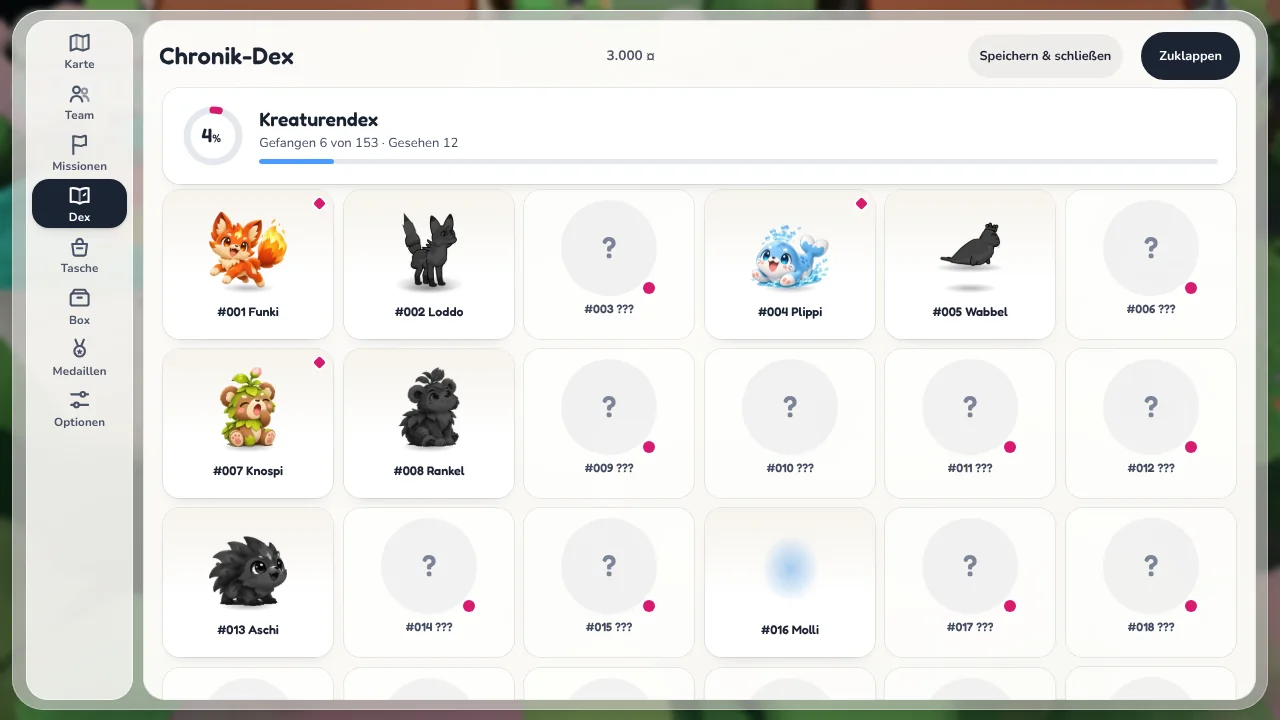 Karte
Team
Missionen
Dex
Tasche
Box
Medaillen
Optionen
Chronik-Dex
3.000 ¤
Speichern & schließen
Zuklappen
4%
Kreaturendex
Gefangen 6 von 153 · Gesehen 12
#001 Funki
#002 Loddo
?
#003 ???
#004 Plippi
#005 Wabbel
?
#006 ???
#007 Knospi
#008 Rankel
?
#009 ???
?
#010 ???
?
#011 ???
?
#012 ???
#013 Aschi
?
#014 ???
?
#015 ???
#016 Molli
?
#017 ???
?
#018 ???